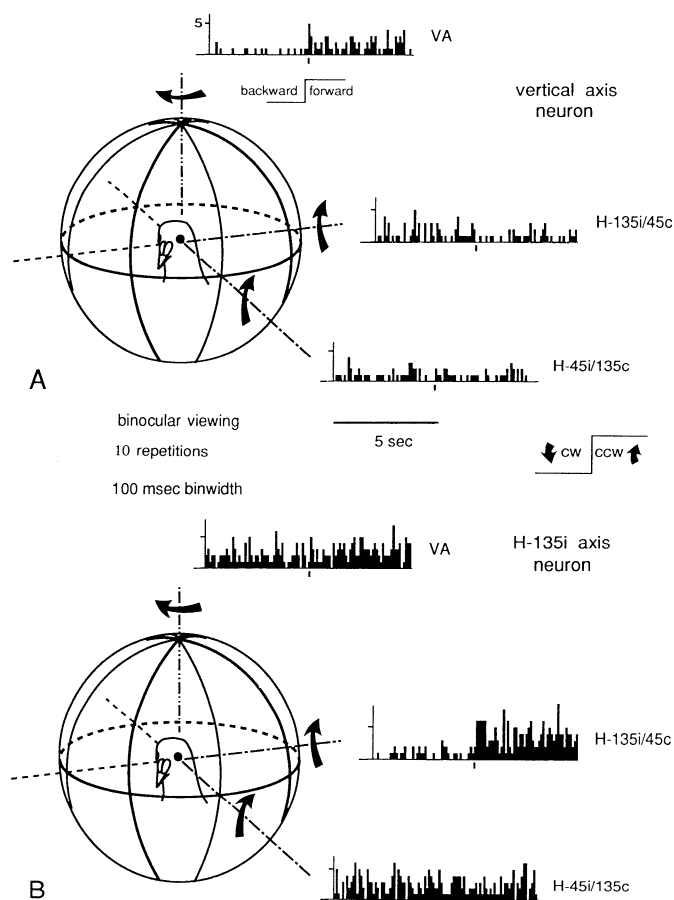 5
VA
backward forward
vertical axis
neuron
H-135i/45c
H-45i/135c
A
binocular viewing
10 repetitions
100 msec binwidth
5 sec
CW CCW
VA
H-135i axis
neuron
H-135i/45c
H-45i/135c
B